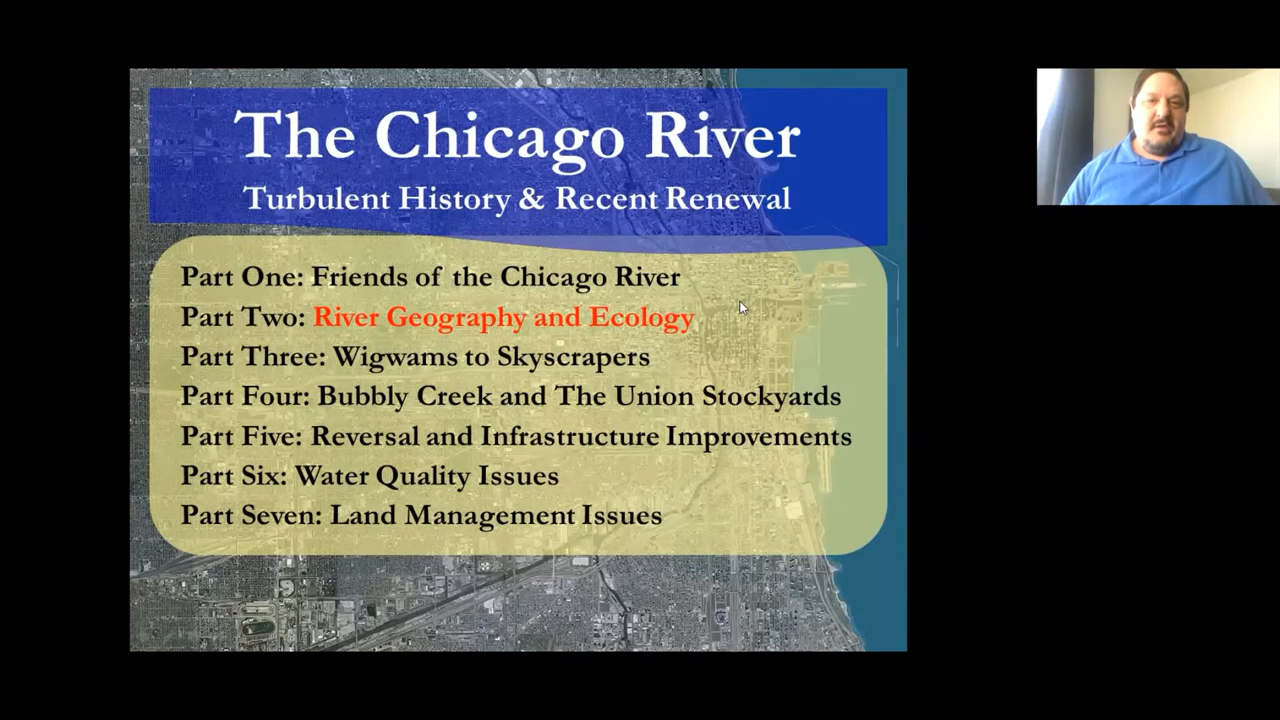 The Chicago River
Turbulent History & Recent Renewal
Part One: Friends of the Chicago River
Part Two: River Geography and Ecology
Part Three: Wigwams to Skyscrapers
Part Four: Bubbly Creek and The Union Stockyards
Part Five: Reversal and Infrastructure Improvements
Part Six: Water Quality Issues
Part Seven: Land Management Issues